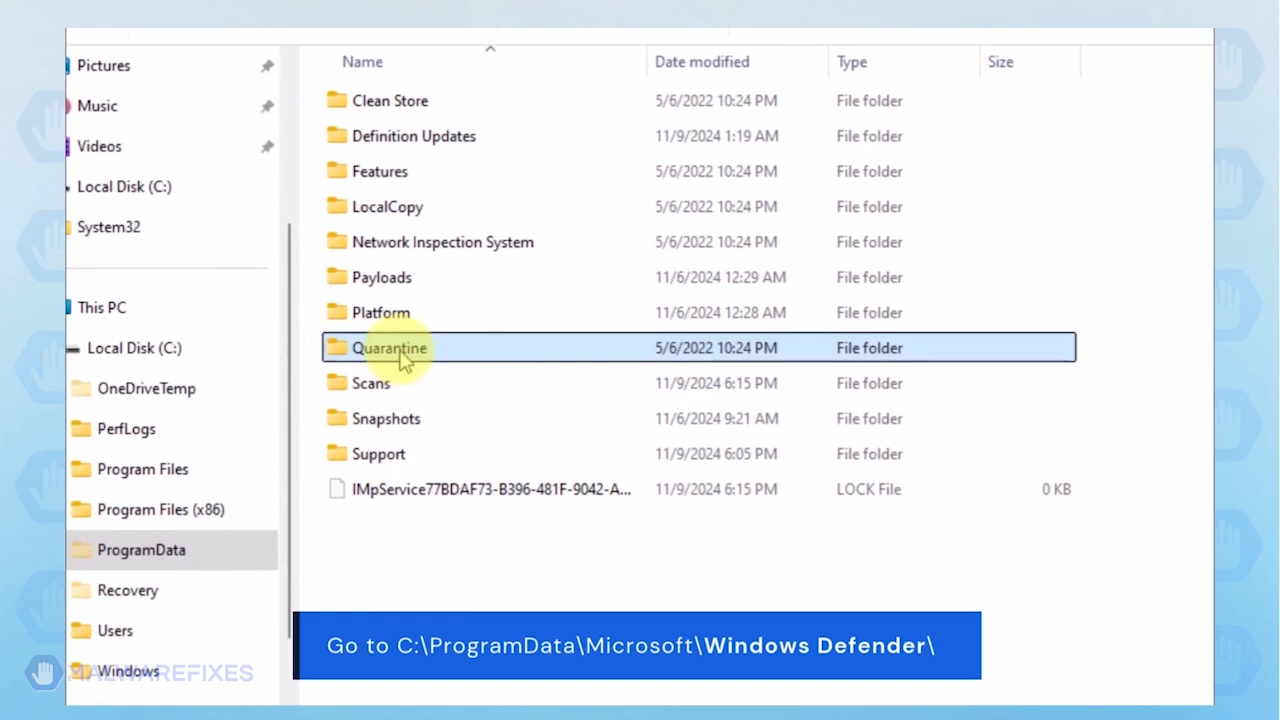 Pictures
Music
Videos
Local Disk (C:)
System32
This PC
Local Disk (C:)
OneDriveTemp
PerfLogs
Program Files
Program Files (x86)
ProgramData
Recovery
Users
Windows
Name Date modified Type Size
Clean Store 5/6/2022 10:24 PM File folder
Definition Updates 11/9/2024 1:19 AM File folder
Features 5/6/2022 10:24 PM File folder
LocalCopy 5/6/2022 10:24 PM File folder
Network Inspection System 5/6/2022 10:24 PM File folder
Payloads 11/6/2024 12:29 AM File folder
Platform 11/6/2024 12:28 AM File folder
Quarantine 5/6/2022 10:24 PM File folder
Scans 11/9/2024 6:15 PM File folder
Snapshots 11/6/2024 9:21 AM File folder
Support 11/9/2024 6:05 PM File folder
IMpService77BDAF73-B396-481F-9042-A... 11/9/2024 6:15 PM LOCK File 0 KB
Go to C:\ProgramData\Microsoft\Windows Defender\
MALWAREFIXES